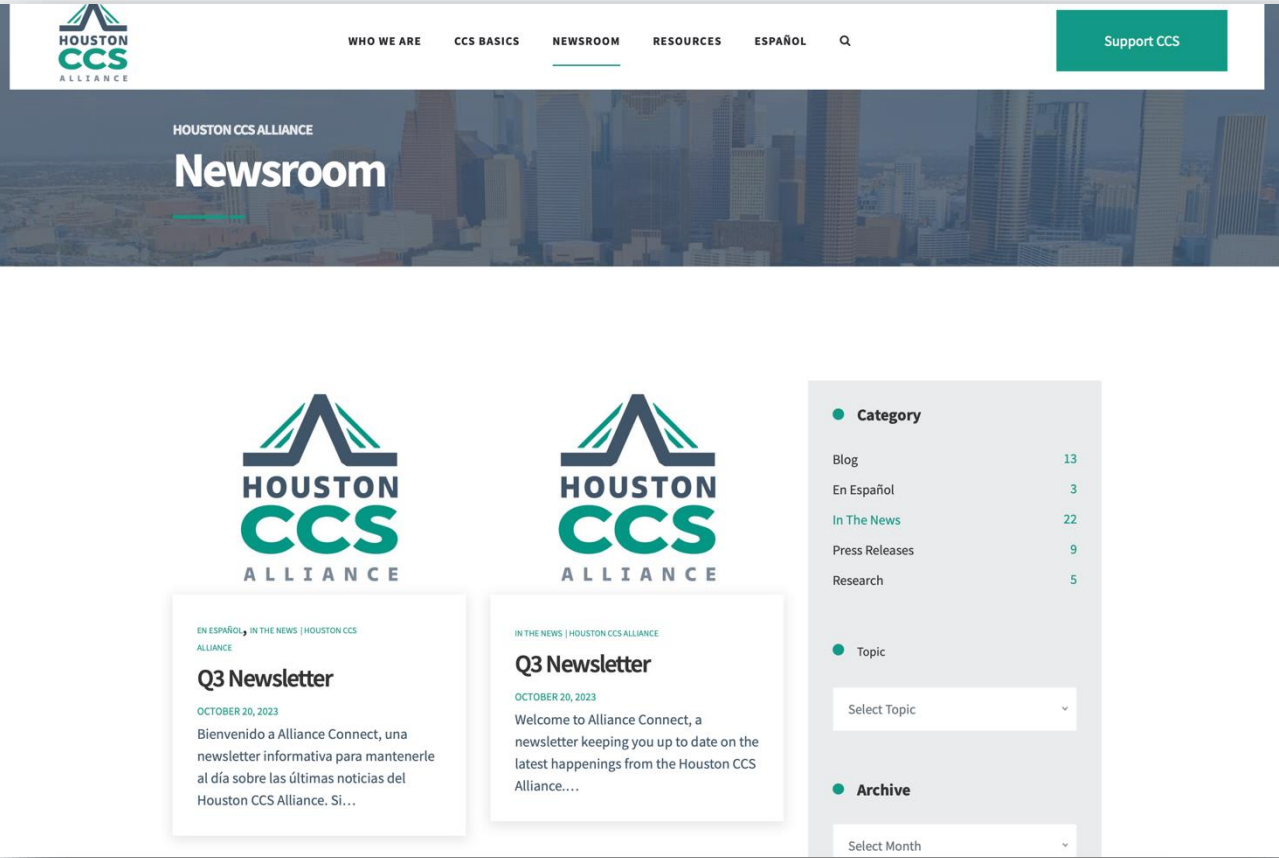 HOUSTON
CCS
ALLIANCE
WHO WE ARE
CCS BASICS
NEWSROOM
RESOURCES
ESPAÑOL
Support CCS
HOUSTON CCS ALLIANCE
Newsroom
HOUSTON
CCS
ALLIANCE
EN ESPAÑOL, IN THE NEWS | HOUSTON CCS
ALLIANCE
Q3 Newsletter
OCTOBER 20, 2023
Bienvenido a Alliance Connect, una
newsletter informativa para mantenerle
al día sobre las últimas noticias del
Houston CCS Alliance. Si…
HOUSTON
CCS
ALLIANCE
IN THE NEWS | HOUSTON CCS ALLIANCE
Q3 Newsletter
OCTOBER 20, 2023
Welcome to Alliance Connect, a
newsletter keeping you up to date on the
latest happenings from the Houston CCS
Alliance.…
Category
Blog 13
En Español 3
In The News 22
Press Releases 9
Research 5
Topic
Select Topic
Archive
Select Month